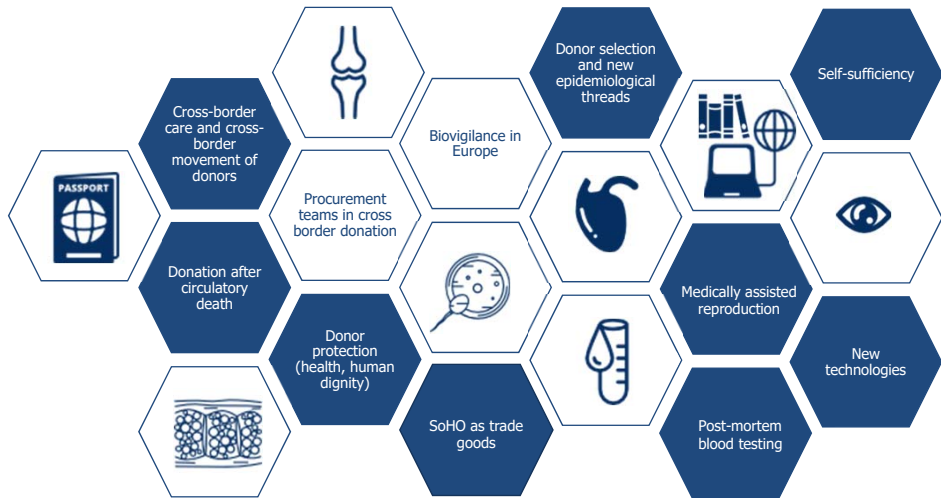 Donor selection
and new
epidemiological
threads
Self-sufficiency
Cross-border
care and cross-
border
movement of
donors
Biovigilance in
Europe
PASSPORT
Procurement
teams in cross
border donation
Donation after
circulatory
death
Medically assisted
reproduction
Donor
protection
(health, human
dignity)
New
technologies
SoHO as trade
goods
Post-mortem
blood testing